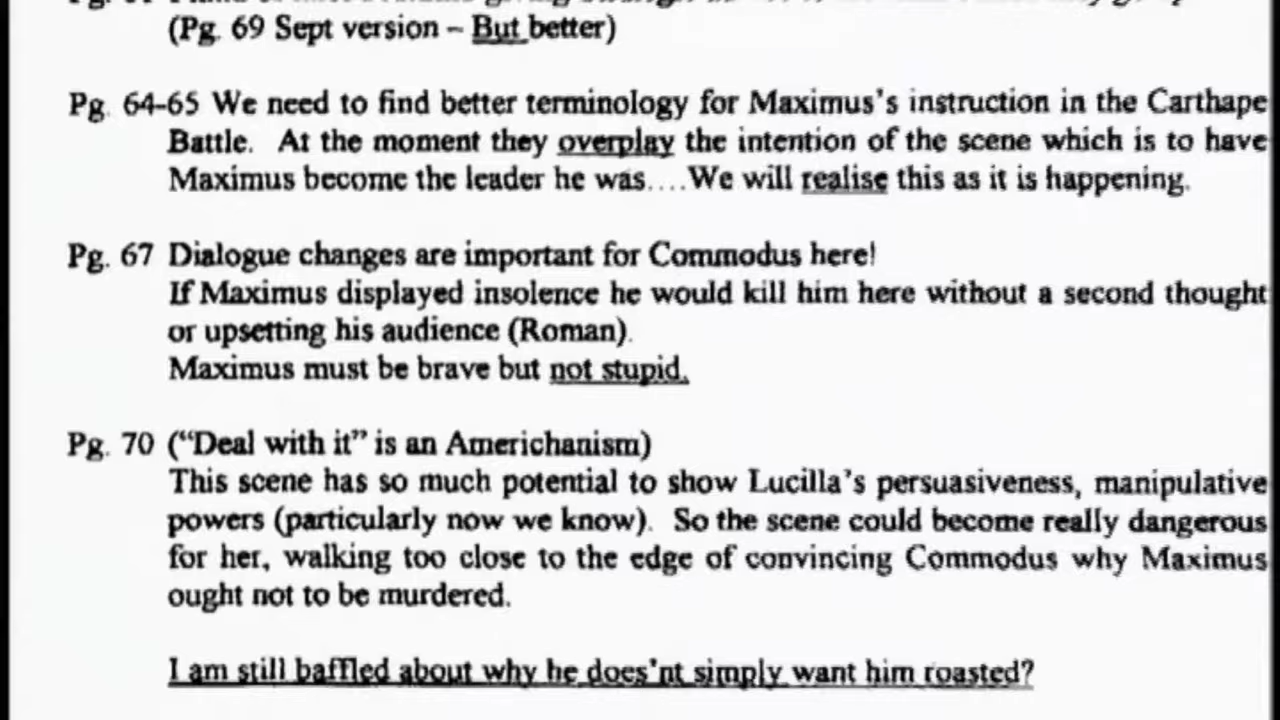 (Pg. 69 Sept version – But better)
Pg. 64-65 We need to find better terminology for Maximus's instruction in the Carthape
Battle. At the moment they overplay the intention of the scene which is to have
Maximus become the leader he was....We will realise this as it is happening.
Pg. 67 Dialogue changes are important for Commodus here!
If Maximus displayed insolence he would kill him here without a second thought
or upsetting his audience (Roman).
Maximus must be brave but not stupid.
Pg. 70 (“Deal with it” is an Americhanism)
This scene has so much potential to show Lucilla's persuasiveness, manipulative
powers (particularly now we know). So the scene could become really dangerous
for her, walking too close to the edge of convincing Commodus why Maximus
ought not to be murdered.
I am still baffled about why he does'nt simply want him roasted?